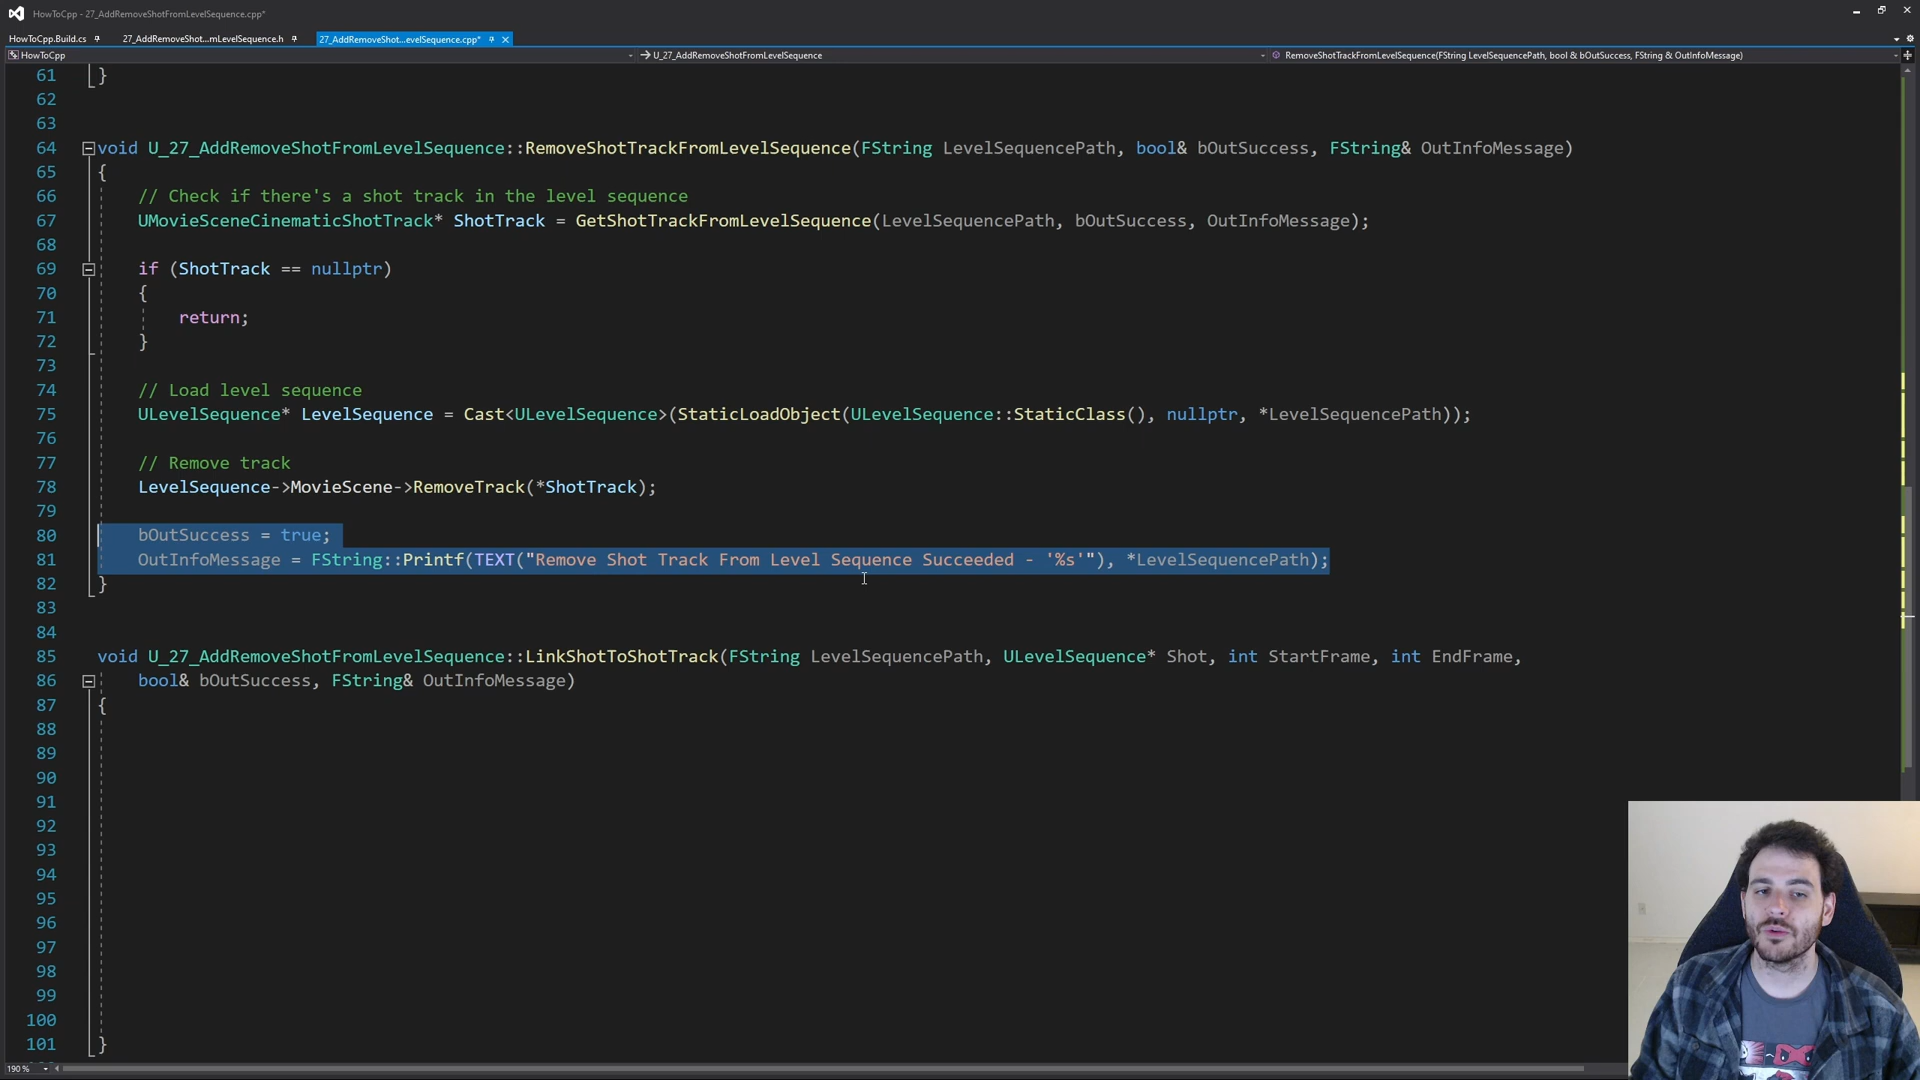 HowToCpp - 27_AddRemoveShotFromLevelSequence.cpp*
HowToCpp.Build.cs
27_AddRemoveShot...mLevelSequence.h
27_AddRemoveShot...evelSequence.cpp*
HowToCpp
U_27_AddRemoveShotFromLevelSequence
RemoveShotTrackFromLevelSequence(FString LevelSequencePath, bool & bOutSuccess, FString & OutInfoMessage)
61 }
62
63
64 void U_27_AddRemoveShotFromLevelSequence::RemoveShotTrackFromLevelSequence(FString LevelSequencePath, bool& bOutSuccess, FString& OutInfoMessage)
65 {
66 // Check if there's a shot track in the level sequence
67 UMovieSceneCinematicShotTrack* ShotTrack = GetShotTrackFromLevelSequence(LevelSequencePath, bOutSuccess, OutInfoMessage);
68
69 if (ShotTrack == nullptr)
70 {
71 return;
72 }
73
74 // Load level sequence
75 ULevelSequence* LevelSequence = Cast<ULevelSequence>(StaticLoadObject(ULevelSequence::StaticClass(), nullptr, *LevelSequencePath));
76
77 // Remove track
78 LevelSequence->MovieScene->RemoveTrack(*ShotTrack);
79
80 bOutSuccess = true;
81 OutInfoMessage = FString::Printf(TEXT("Remove Shot Track From Level Sequence Succeeded - '%s'"), *LevelSequencePath);
82 }
83
84
85 void U_27_AddRemoveShotFromLevelSequence::LinkShotToShotTrack(FString LevelSequencePath, ULevelSequence* Shot, int StartFrame, int EndFrame,
86 bool& bOutSuccess, FString& OutInfoMessage)
87 {
88
89
90
91
92
93
94
95
96
97
98
99
100
101 }
190 %